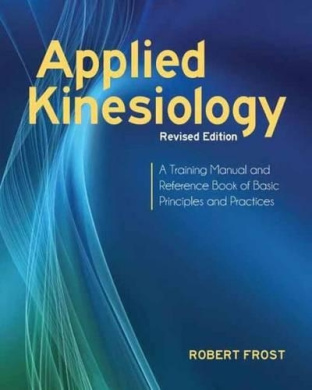 Applied
Kinesiology
Revised Edition
A Training Manual and
Reference Book of Basic
Principles and Practices
ROBERT FROST